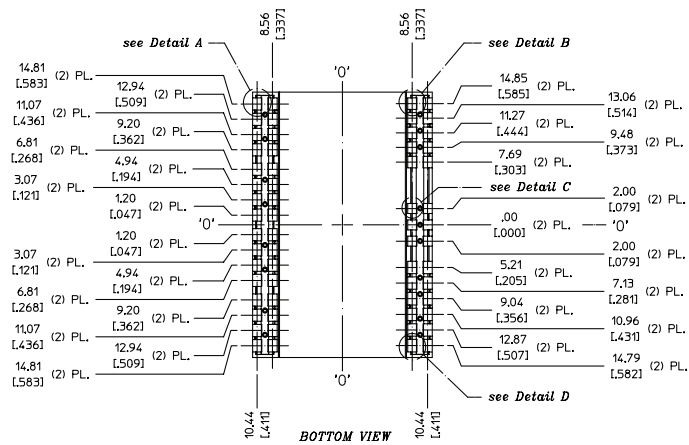 8.56
[.337]
8.56
[.337]
see Detail A
see Detail B
'0'
14.81
[.583] (2) PL.
12.94
[.509] (2) PL.
11.07
[.436] (2) PL.
9.20
[.362] (2) PL.
6.81
[.268] (2) PL.
4.94
[.194] (2) PL.
3.07
[.121] (2) PL.
1.20
[.047] (2) PL.
'0'
1.20
[.047] (2) PL.
3.07
[.121] (2) PL.
4.94
[.194] (2) PL.
6.81
[.268] (2) PL.
9.20
[.362] (2) PL.
11.07
[.436] (2) PL.
12.94
[.509] (2) PL.
14.81
[.583] (2) PL.
14.85
[.585] (2) PL.
13.06
[.514] (2) PL.
11.27
[.444] (2) PL.
9.48
[.373] (2) PL.
7.69
[.303] (2) PL.
see Detail C
2.00
[.079] (2) PL.
.00
[.000] (2) PL.
'0'
2.00
[.079] (2) PL.
5.21
[.205] (2) PL.
7.13
[.281] (2) PL.
9.04
[.356] (2) PL.
10.96
[.431] (2) PL.
12.87
[.507] (2) PL.
14.79
[.582] (2) PL.
see Detail D
'0'
10.44
[.411]
10.44
[.411]
BOTTOM VIEW